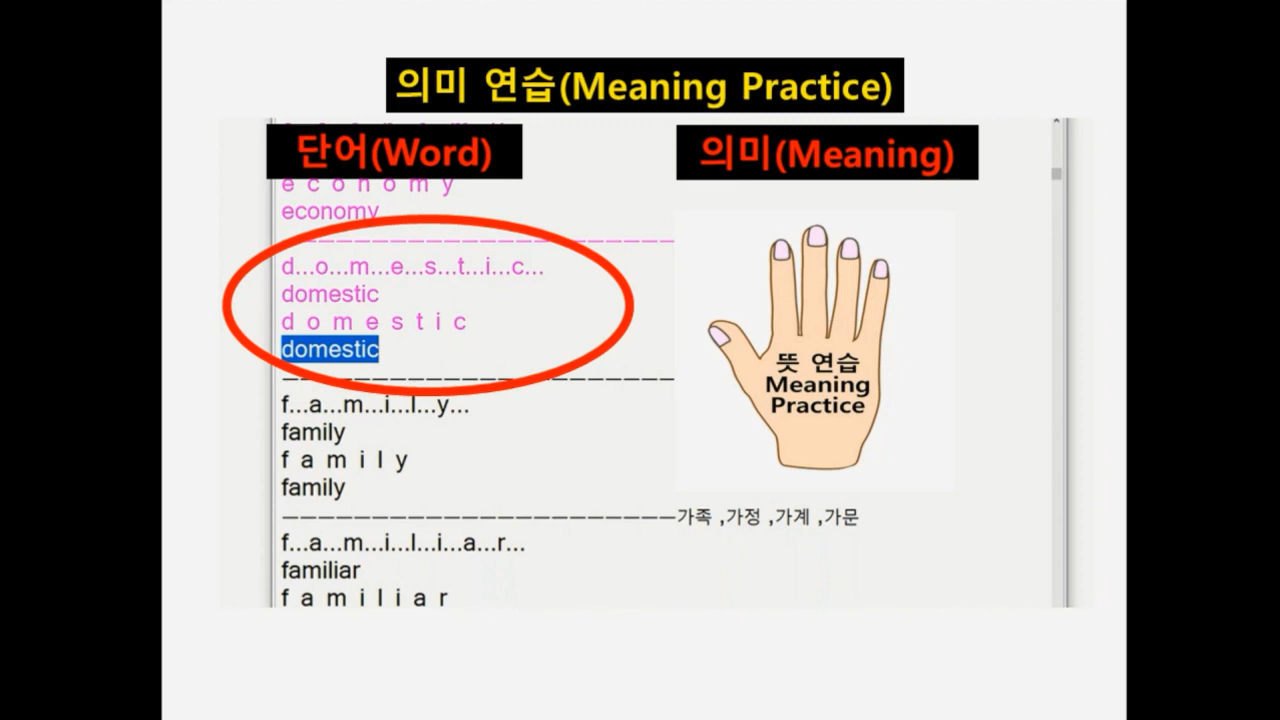 의미 연습(Meaning Practice)
단어(Word)
의미(Meaning)
e c o n o m y
economy
d...o...m...e...s...t...i...c...
domestic
d o m e s t i c
domestic
뜻 연습
Meaning
Practice
f...a...m...i...l...y...
family
f a m i l y
family
가족 ,가정 ,가계 ,가문
f...a...m...i...l...i...a...r...
familiar
f a m i l i a r